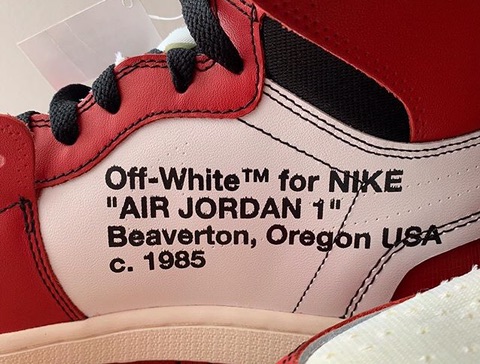 Off-White™ for NIKE
"AIR JORDAN 1"
Beaverton, Oregon USA
c. 1985